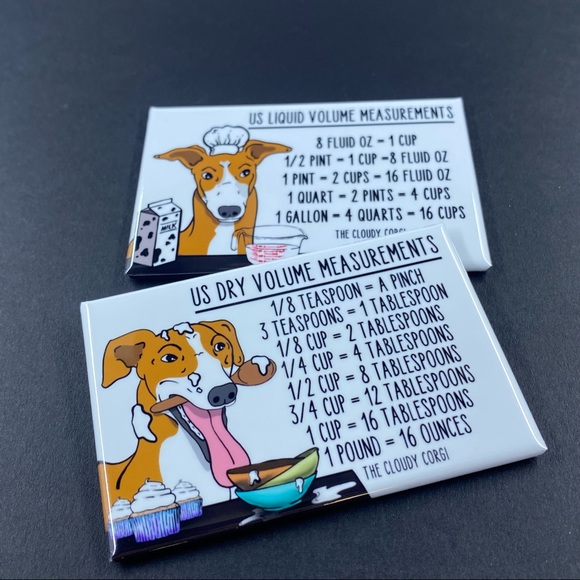 US LIQUID VOLUME MEASUREMENTS
8 FLUID OZ = 1 CUP
1/2 PINT = 1 CUP =8 FLUID OZ
1 PINT = 2 CUPS = 16 FLUID OZ
1 QUART = 2 PINTS = 4 CUPS
1 GALLON = 4 QUARTS = 16 CUPS
THE CLOUDY CORGI
MILK
US DRY VOLUME MEASUREMENTS
1/8 TEASPOON = A PINCH
3 TEASPOONS = 1 TABLESPOON
1/8 CUP = 2 TABLESPOONS
1/4 CUP = 4 TABLESPOONS
1/2 CUP = 8 TABLESPOONS
3/4 CUP = 12 TABLESPOONS
1 CUP = 16 TABLESPOONS
1 POUND = 16 OUNCES
THE CLOUDY CORGI